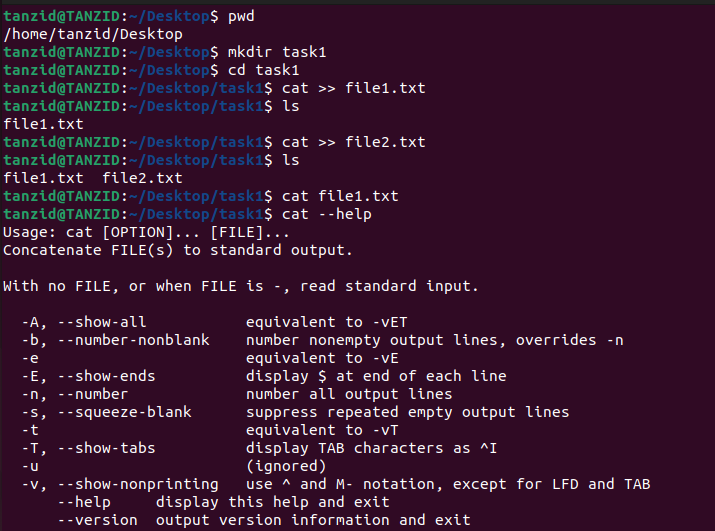 tanzid@TANZID:~/Desktop$ pwd
/home/tanzid/Desktop
tanzid@TANZID:~/Desktop$ mkdir task1
tanzid@TANZID:~/Desktop$ cd task1
tanzid@TANZID:~/Desktop/task1$ cat >> file1.txt
tanzid@TANZID:~/Desktop/task1$ ls
file1.txt
tanzid@TANZID:~/Desktop/task1$ cat >> file2.txt
tanzid@TANZID:~/Desktop/task1$ ls
file1.txt  file2.txt
tanzid@TANZID:~/Desktop/task1$ cat file1.txt
tanzid@TANZID:~/Desktop/task1$ cat --help
Usage: cat [OPTION]... [FILE]...
Concatenate FILE(s) to standard output.

With no FILE, or when FILE is -, read standard input.

  -A, --show-all           equivalent to -vET
  -b, --number-nonblank    number nonempty output lines, overrides -n
  -e                       equivalent to -vE
  -E, --show-ends          display $ at end of each line
  -n, --number             number all output lines
  -s, --squeeze-blank      suppress repeated empty output lines
  -t                       equivalent to -vT
  -T, --show-tabs          display TAB characters as ^I
  -u                       (ignored)
  -v, --show-nonprinting   use ^ and M- notation, except for LFD and TAB
      --help     display this help and exit
      --version  output version information and exit